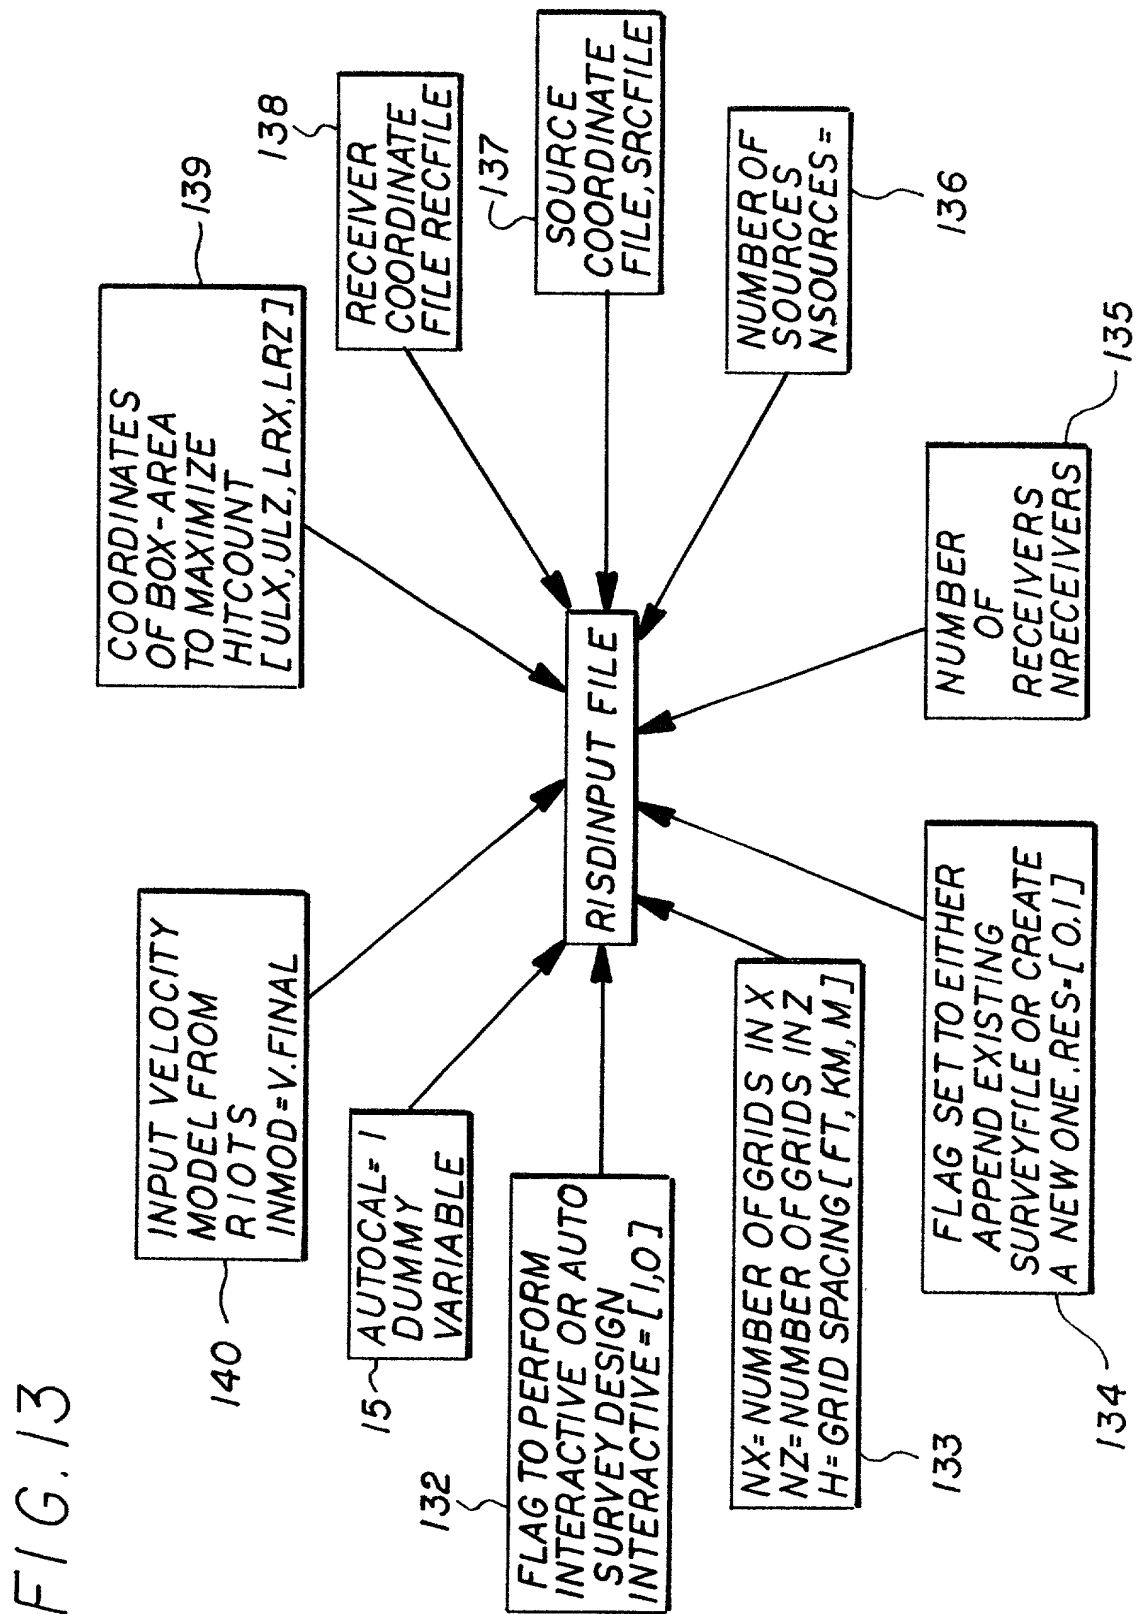 FIG. 13
140
INPUT VELOCITY
MODEL FROM
RIOTS
INMOD=V.FINAL
139
COORDINATES
OF BOX-AREA
TO MAXIMIZE
HITCOUNT
[ULX,ULZ,LRX,LRZ]
15
AUTOCAL=1
DUMMY
VARIABLE
138
RECEIVER
COORDINATE
FILE RECFILE
132
FLAG TO PERFORM
INTERACTIVE OR AUTO
SURVEY DESIGN
INTERACTIVE=[1,0]
RISDINPUT FILE
137
SOURCE
COORDINATE
FILE,SRCFILE
NX=NUMBER OF GRIDS IN X
NZ=NUMBER OF GRIDS IN Z
H=GRID SPACING[FT,KM,M]
133
NUMBER OF
SOURCES
NSOURCES=
136
FLAG SET TO EITHER
APPEND EXISTING
SURVEYFILE OR CREATE
A NEW ONE.RES=[0,1]
134
NUMBER
OF
RECEIVERS
NRECEIVERS
135